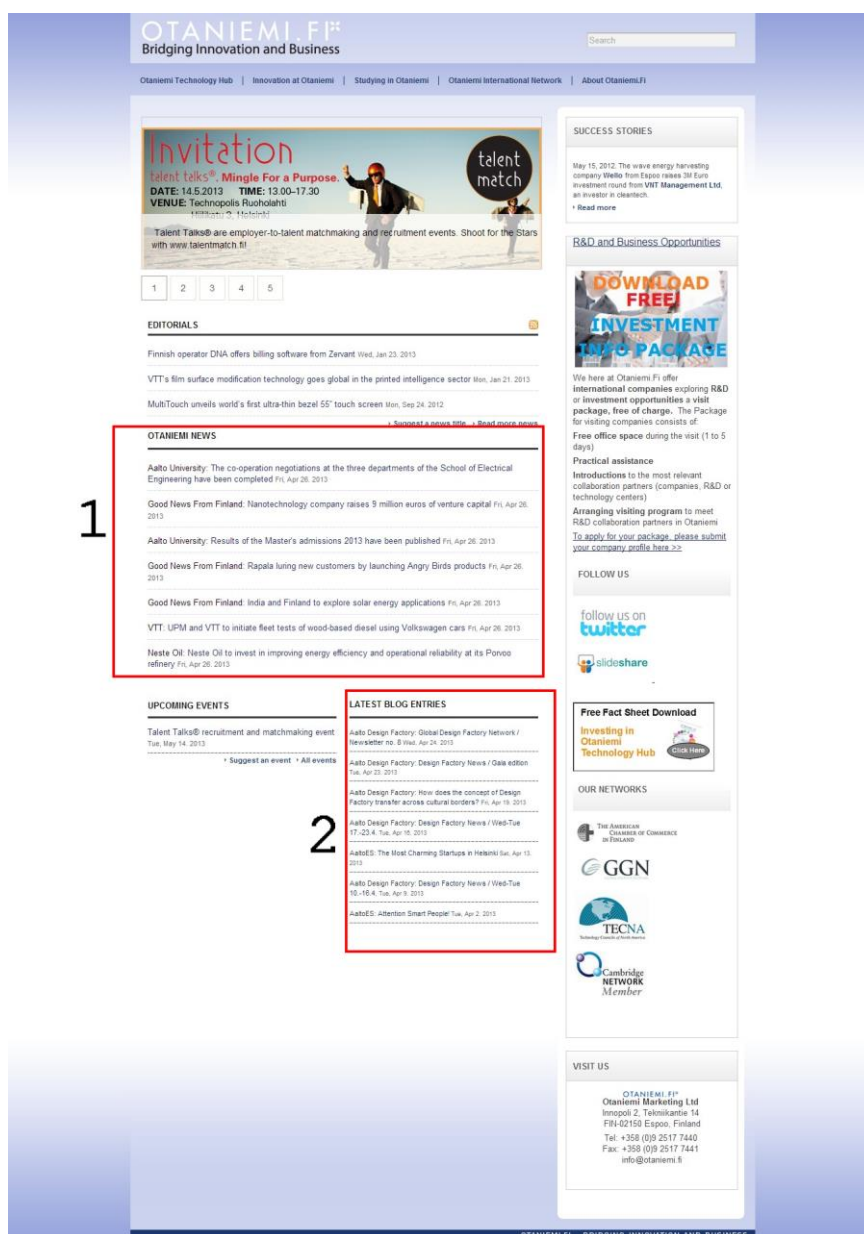 OTANIEMI.FI
Bridging Innovation and Business
Search
Otaniemi Technology Hub | Innovation at Otaniemi | Studying in Otaniemi | Otaniemi International Network | About Otaniemi.Fi
Invitation
talent talks®. Mingle For a Purpose.
DATE: 14.5.2013 TIME: 13.00-17.30
VENUE: Technopolis Ruoholahti
Hiilikatu 3, Helsinki
talent
match
Talent Talks® are employer-to-talent matchmaking and recruitment events. Shoot for the Stars
with www.talentmatch.fi!
1 2 3 4 5
EDITORIALS
Finnish operator DNA offers billing software from Zervant Wed, Jan 23. 2013
VTT's film surface modification technology goes global in the printed intelligence sector Mon, Jan 21. 2013
MultiTouch unveils world's first ultra-thin bezel 55" touch screen Mon, Sep 24. 2012
Suggest a news title Read more news
1
OTANIEMI NEWS
Aalto University: The co-operation negotiations at the three departments of the School of Electrical
Engineering have been completed Fri, Apr 26. 2013
Good News From Finland: Nanotechnology company raises 9 million euros of venture capital Fri, Apr 26.
2013
Aalto University: Results of the Master's admissions 2013 have been published Fri, Apr 26. 2013
Good News From Finland: Rapala luring new customers by launching Angry Birds products Fri, Apr 26.
2013
Good News From Finland: India and Finland to explore solar energy applications Fri, Apr 26. 2013
VTT: UPM and VTT to initiate fleet tests of wood-based diesel using Volkswagen cars Fri, Apr 26. 2013
Neste Oil: Neste Oil to invest in improving energy efficiency and operational reliability at its Porvoo
refinery Fri, Apr 26. 2013
UPCOMING EVENTS
Talent Talks® recruitment and matchmaking event
Tue, May 14. 2013
Suggest an event All events
2
LATEST BLOG ENTRIES
Aalto Design Factory: Global Design Factory Network /
Newsletter no. 8 Wed, Apr 24. 2013
Aalto Design Factory: Design Factory News / Gala edition
Tue, Apr 23. 2013
Aalto Design Factory: How does the concept of Design
Factory transfer across cultural borders? Fri, Apr 19. 2013
Aalto Design Factory: Design Factory News / Wed-Tue
17.-23.4. Tue, Apr 16. 2013
AaltoES: The Most Charming Startups in Helsinki Sat, Apr 13.
2013
Aalto Design Factory: Design Factory News / Wed-Tue
10.-16.4. Tue, Apr 9. 2013
AaltoES: Attention Smart People! Tue, Apr 2. 2013
SUCCESS STORIES
May 15, 2012. The wave energy harvesting
company Wello from Espoo raises 3M Euro
investment round from VNT Management Ltd,
an investor in cleantech.
Read more
R&D and Business Opportunities
DOWNLOAD
FREE!
INVESTMENT
INFO PACKAGE
We here at Otaniemi.Fi offer
international companies exploring R&D
or investment opportunities a visit
package, free of charge. The Package
for visiting companies consists of:
Free office space during the visit (1 to 5
days)
Practical assistance
Introductions to the most relevant
collaboration partners (companies, R&D or
technology centers)
Arranging visiting program to meet
R&D collaboration partners in Otaniemi
To apply for your package, please submit
your company profile here >>
FOLLOW US
follow us on
twitter
slideshare
Free Fact Sheet Download
Investing in
Otaniemi
Technology Hub
Click Here
OUR NETWORKS
THE AMERICAN
CHAMBER OF COMMERCE
IN FINLAND
GGN
TECNA
Technology Councils of North America
Cambridge
NETWORK
Member
VISIT US
OTANIEMI.FI
Otaniemi Marketing Ltd
Innopoli 2, Tekniikantie 14
FIN-02150 Espoo, Finland
Tel: +358 (0)9 2517 7440
Fax: +358 (0)9 2517 7441
info@otaniemi.fi
OTANIEMI.FI - BRIDGING INNOVATION AND BUSINESS